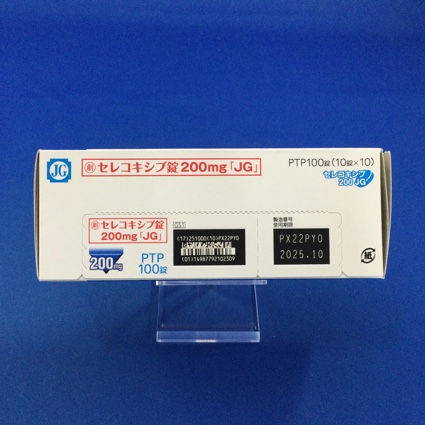 JG
劇 セレコキシブ錠200mg「JG」
PTP100錠(10錠×10)
セレコキシブ
200 JG
劇 セレコキシブ錠
200mg「JG」
200mg
PTP
100錠
GS1
(17)251000(10)PX22PY0
(01)14987792102309
製造番号
使用期限
PX22PY0
2025.10
紙